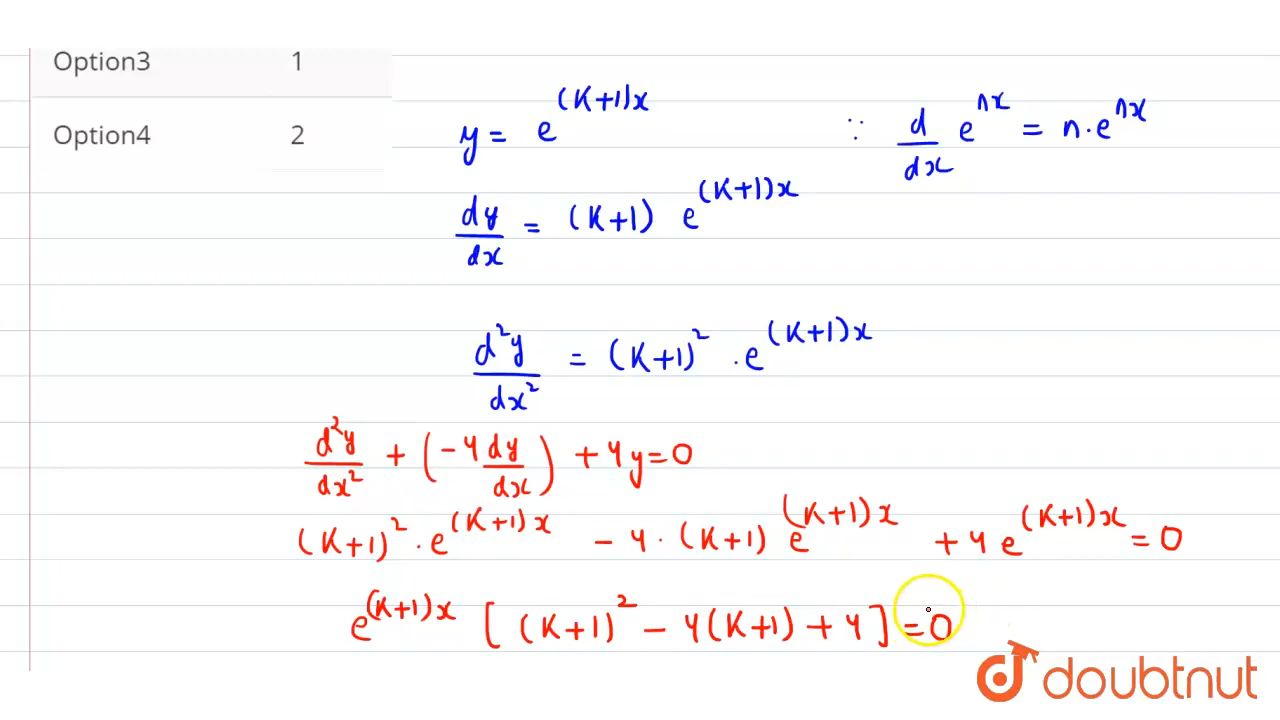 Option3 1
Option4 2
y = e^{(K+1)x} ∵ d/dx e^{nx} = n.e^{nx}
dy/dx = (K+1) e^{(K+1)x}
d²y/dx² = (K+1)² .e^{(K+1)x}
d²y/dx² + (-4 dy/dx) + 4y=0
(K+1)² .e^{(K+1)x} - 4.(K+1) e^{(K+1)x} + 4 e^{(K+1)x} = 0
e^{(K+1)x} [(K+1)² - 4(K+1) + 4] = 0
doubtnut